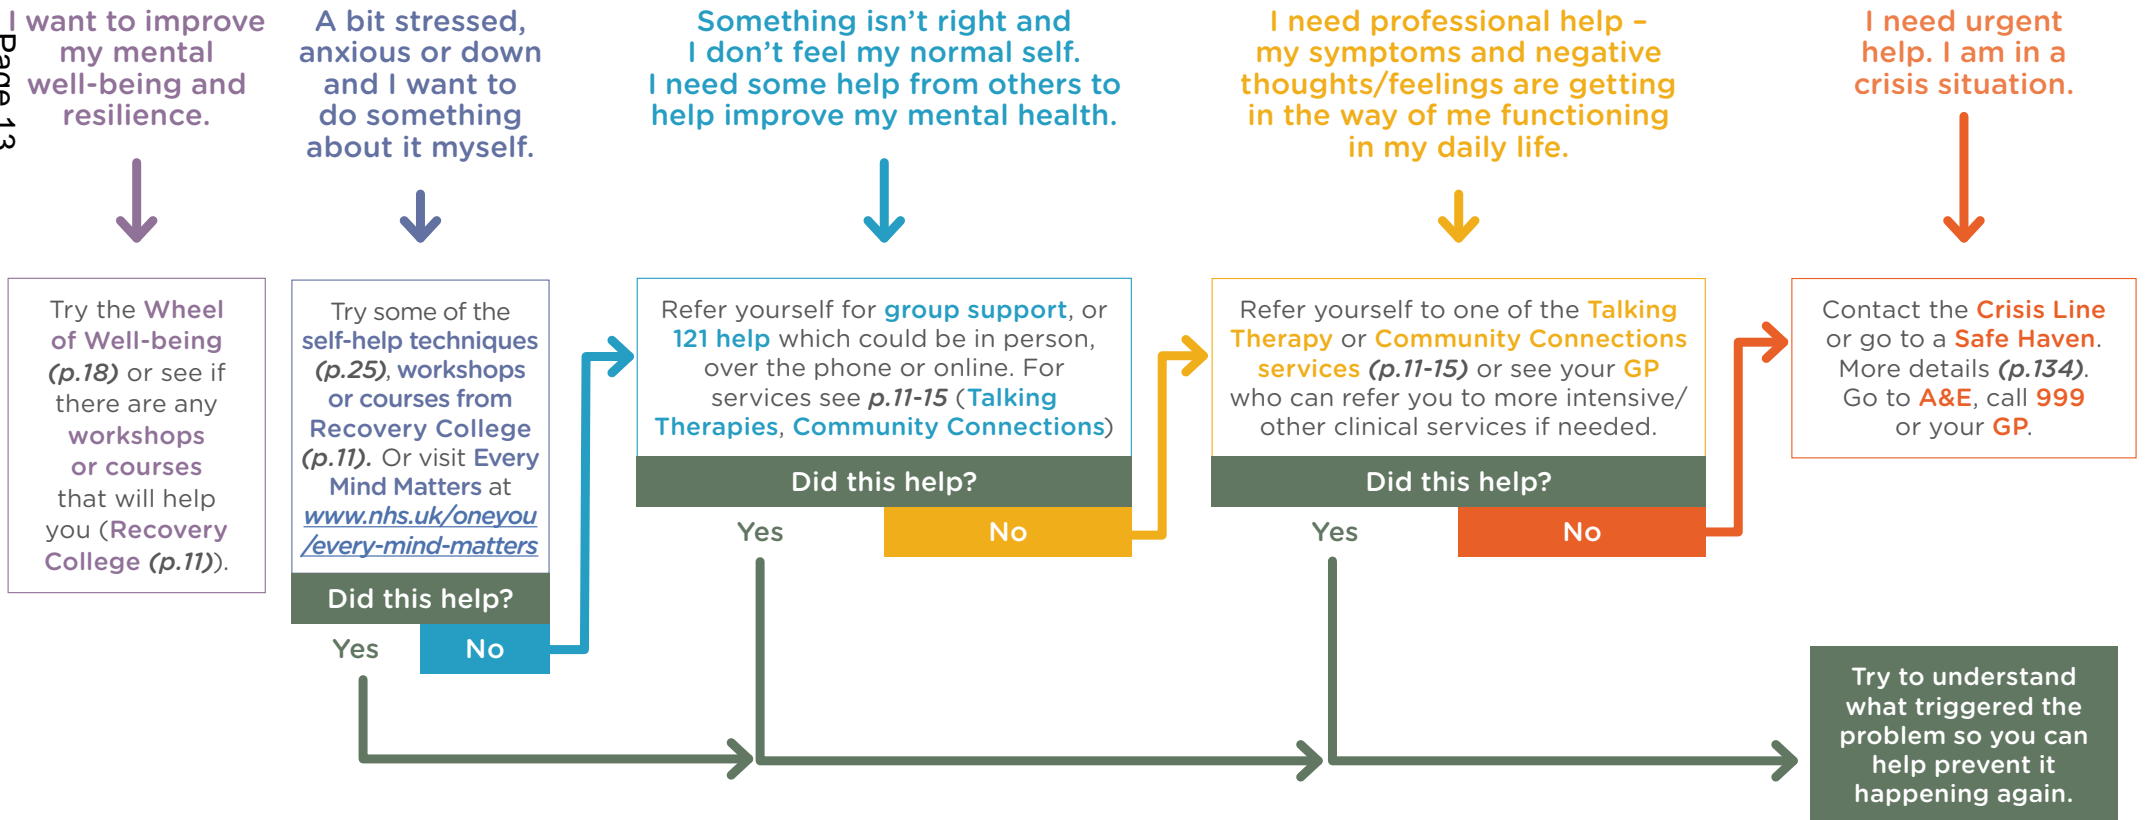 Page 13
I want to improve
my mental
well-being and
resilience.
A bit stressed,
anxious or down
and I want to
do something
about it myself.
Something isn’t right and
I don’t feel my normal self.
I need some help from others to
help improve my mental health.
I need professional help –
my symptoms and negative
thoughts/feelings are getting
in the way of me functioning
in my daily life.
I need urgent
help. I am in a
crisis situation.
Try the Wheel
of Well-being
(p.18) or see if
there are any
workshops
or courses
that will help
you (Recovery
College (p.11)).
Try some of the
self-help techniques
(p.25), workshops
or courses from
Recovery College
(p.11). Or visit Every
Mind Matters at
www.nhs.uk/oneyou
/every-mind-matters
Did this help?
Yes
No
Refer yourself for group support, or
121 help which could be in person,
over the phone or online. For
services see p.11-15 (Talking
Therapies, Community Connections)
Did this help?
Yes
No
Refer yourself to one of the Talking
Therapy or Community Connections
services (p.11-15) or see your GP
who can refer you to more intensive/
other clinical services if needed.
Did this help?
Yes
No
Contact the Crisis Line
or go to a Safe Haven.
More details (p.134).
Go to A&E, call 999
or your GP.
Try to understand
what triggered the
problem so you can
help prevent it
happening again.